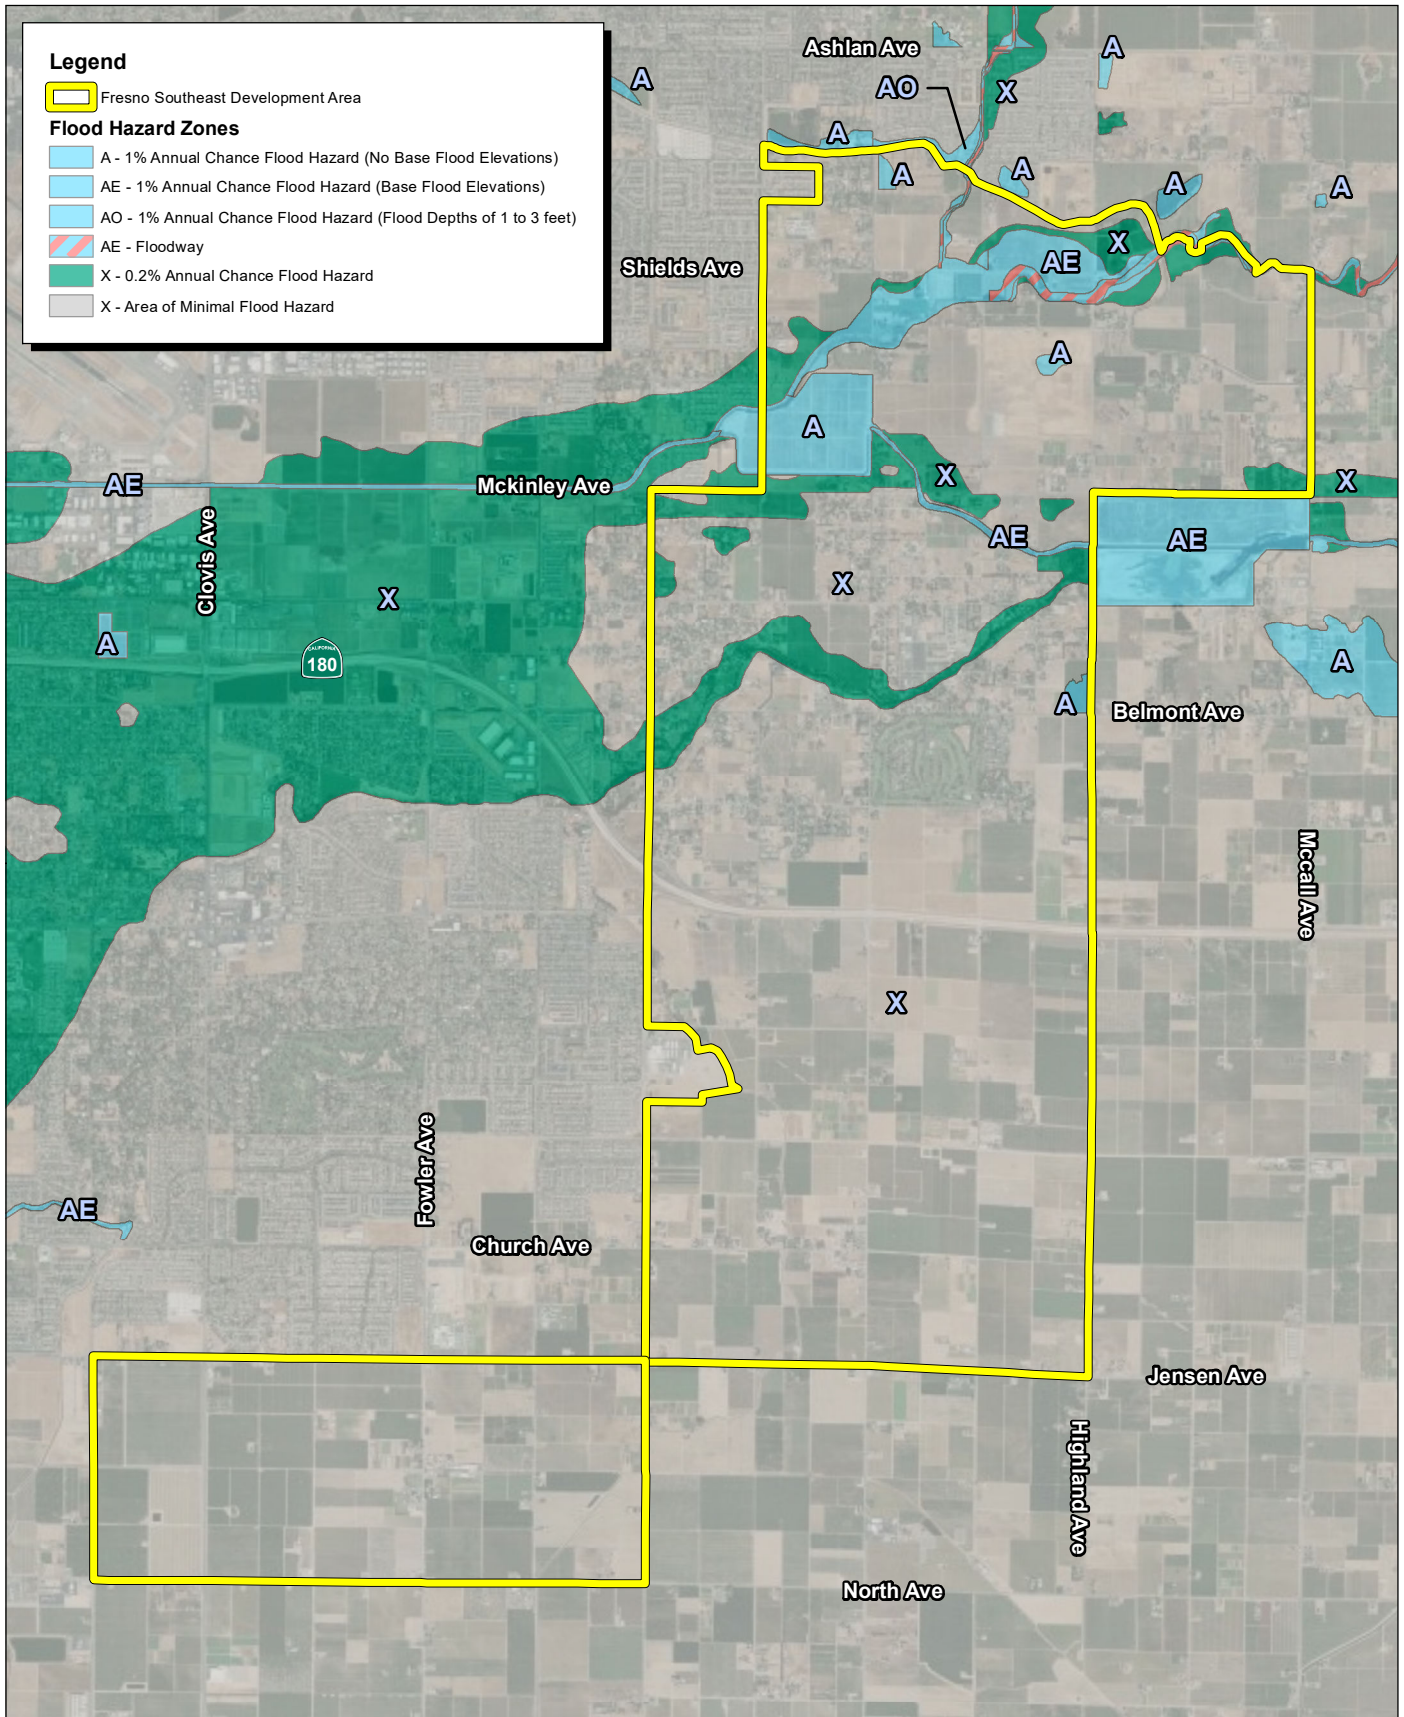 Legend
Fresno Southeast Development Area
Flood Hazard Zones
A - 1% Annual Chance Flood Hazard (No Base Flood Elevations)
AE - 1% Annual Chance Flood Hazard (Base Flood Elevations)
AO - 1% Annual Chance Flood Hazard (Flood Depths of 1 to 3 feet)
AE - Floodway
X - 0.2% Annual Chance Flood Hazard
X - Area of Minimal Flood Hazard
Ashlan Ave
A
A
AO
X
A
A
A
A
A
X
Shields Ave
AE
A
A
X
X
AE
Mckinley Ave
Clovis Ave
AE
AE
X
X
A
CALIFORNIA
180
A
A
Belmont Ave
Mccall Ave
X
Fowler Ave
AE
Church Ave
Jensen Ave
Highland Ave
North Ave